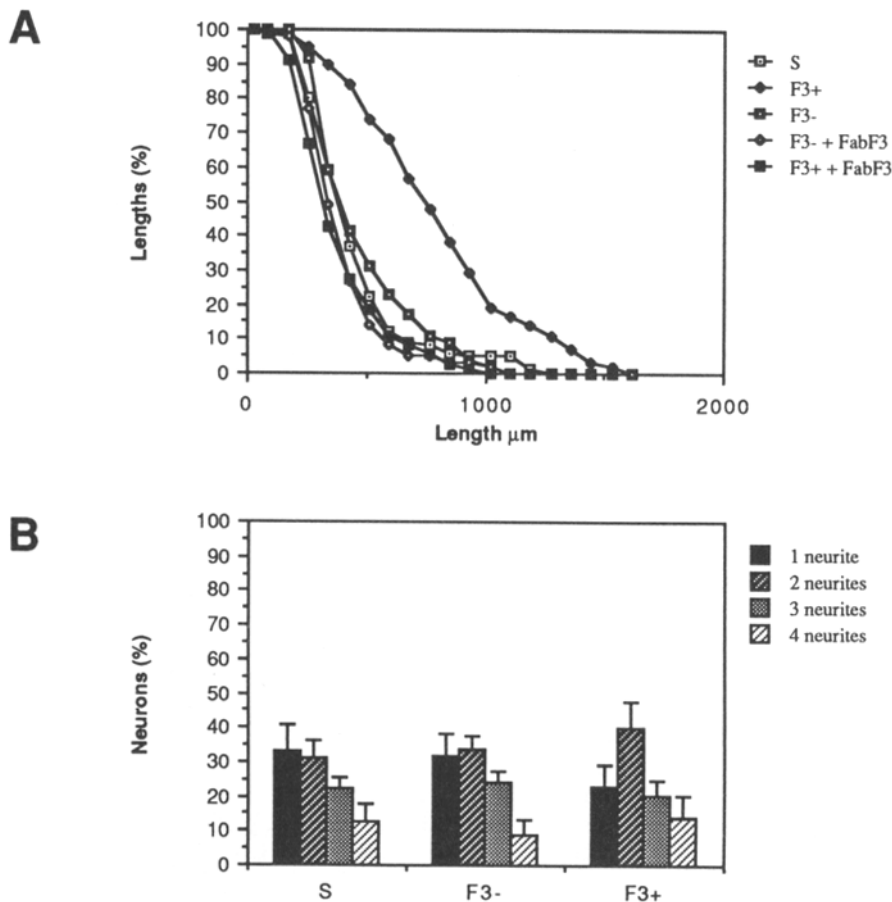 A
100
90
80
70
60
50
40
30
20
10
0
Lengths (%)
0
1000
2000
Length μm
S
F3+
F3-
F3- + FabF3
F3+ + FabF3
B
100
90
80
70
60
50
40
30
20
10
0
Neurons (%)
S
F3-
F3+
1 neurite
2 neurites
3 neurites
4 neurites